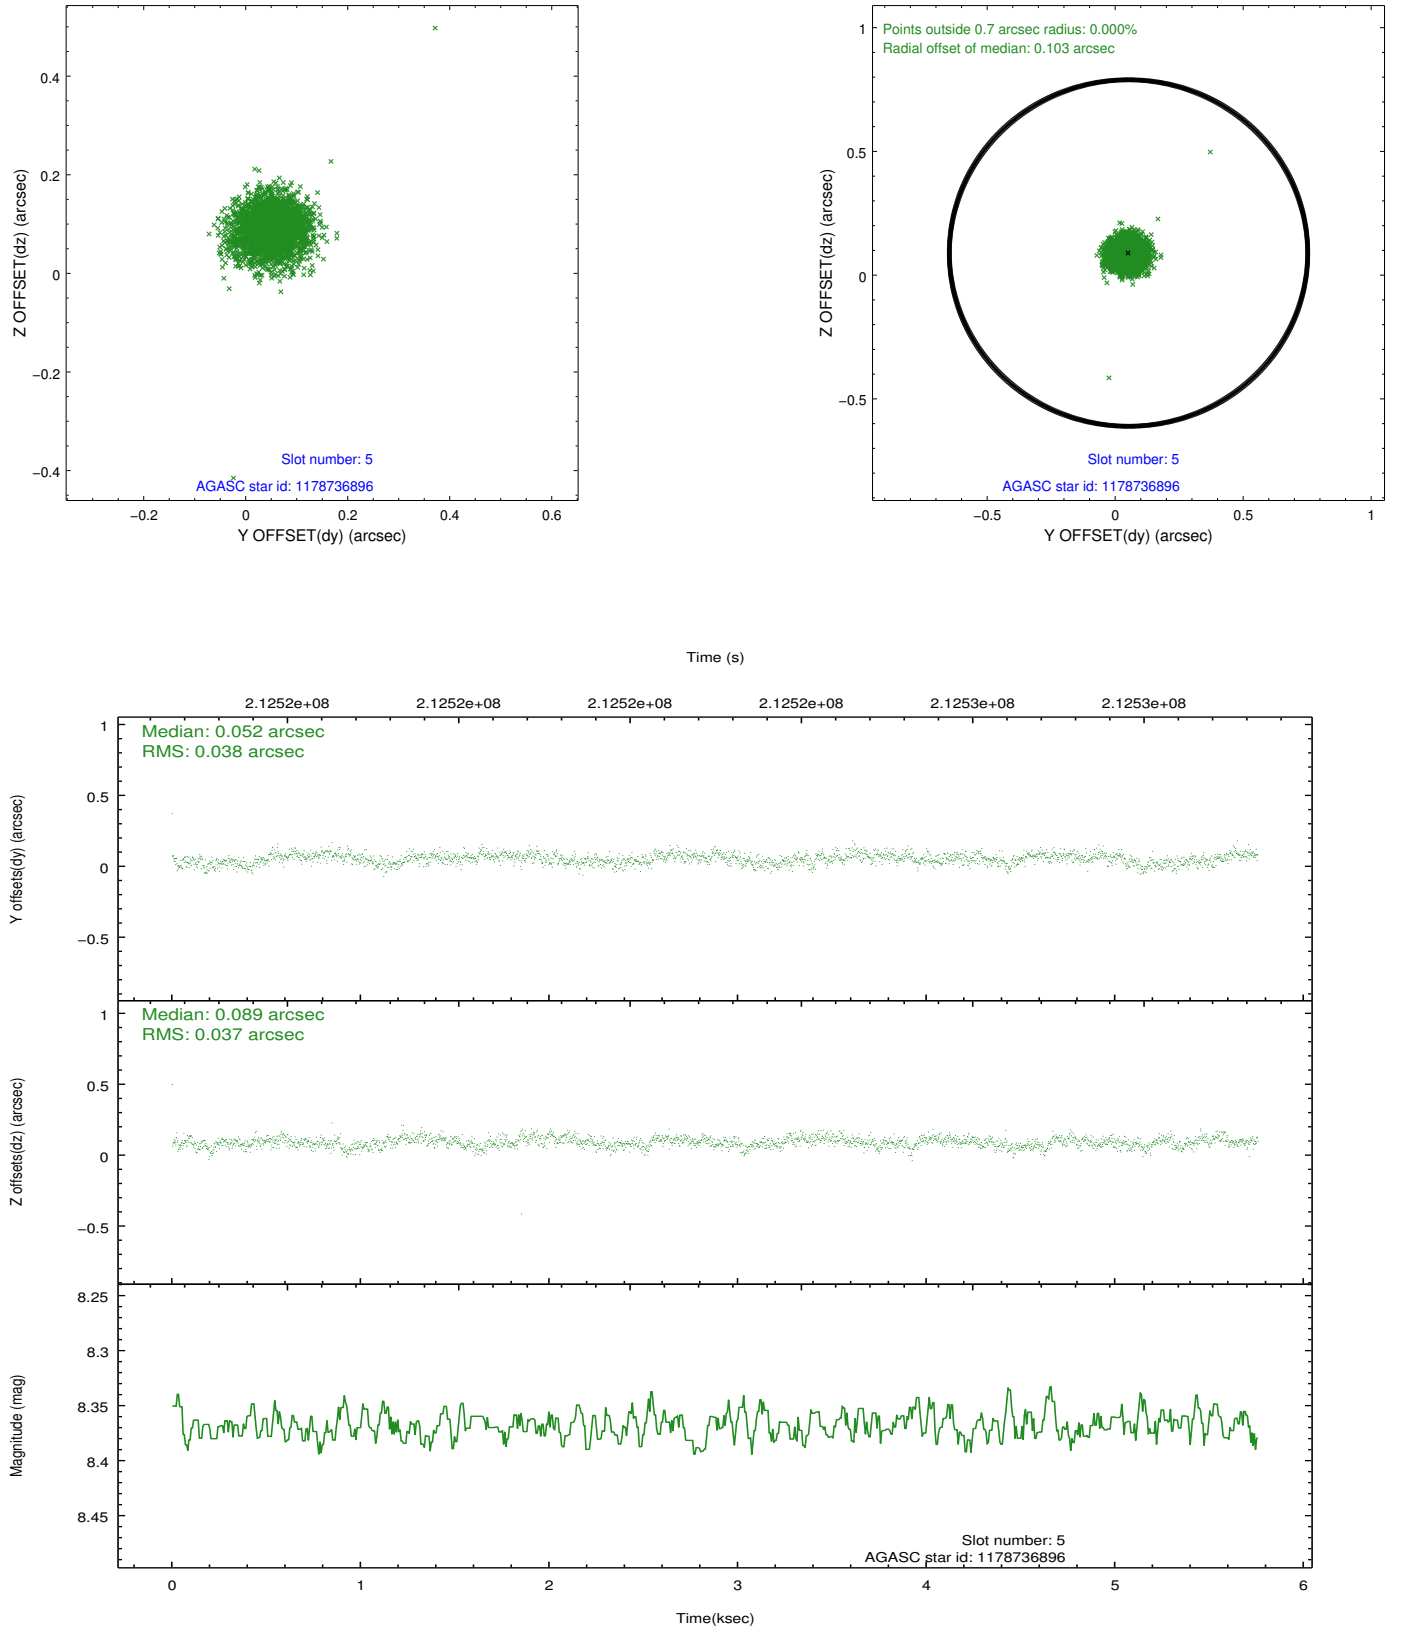 0.4
0.2
0
−0.2
−0.4
Z OFFSET(dz) (arcsec)
Slot number: 5
AGASC star id: 1178736896
−0.2 0 0.2 0.4 0.6
Y OFFSET(dy) (arcsec)
Points outside 0.7 arcsec radius: 0.000%
Radial offset of median: 0.103 arcsec
1
0.5
0
−0.5
Z OFFSET(dz) (arcsec)
Slot number: 5
AGASC star id: 1178736896
−0.5 0 0.5 1
Y OFFSET(dy) (arcsec)
Time (s)
2.1252e+08 2.1252e+08 2.1252e+08 2.1252e+08 2.1253e+08 2.1253e+08
Median: 0.052 arcsec
RMS: 0.038 arcsec
1
0.5
0
−0.5
Y offsets(dy) (arcsec)
Median: 0.089 arcsec
RMS: 0.037 arcsec
1
0.5
0
−0.5
Z offsets(dz) (arcsec)
8.25
8.3
8.35
8.4
8.45
Magnitude (mag)
Slot number: 5
AGASC star id: 1178736896
0 1 2 3 4 5 6
Time(ksec)